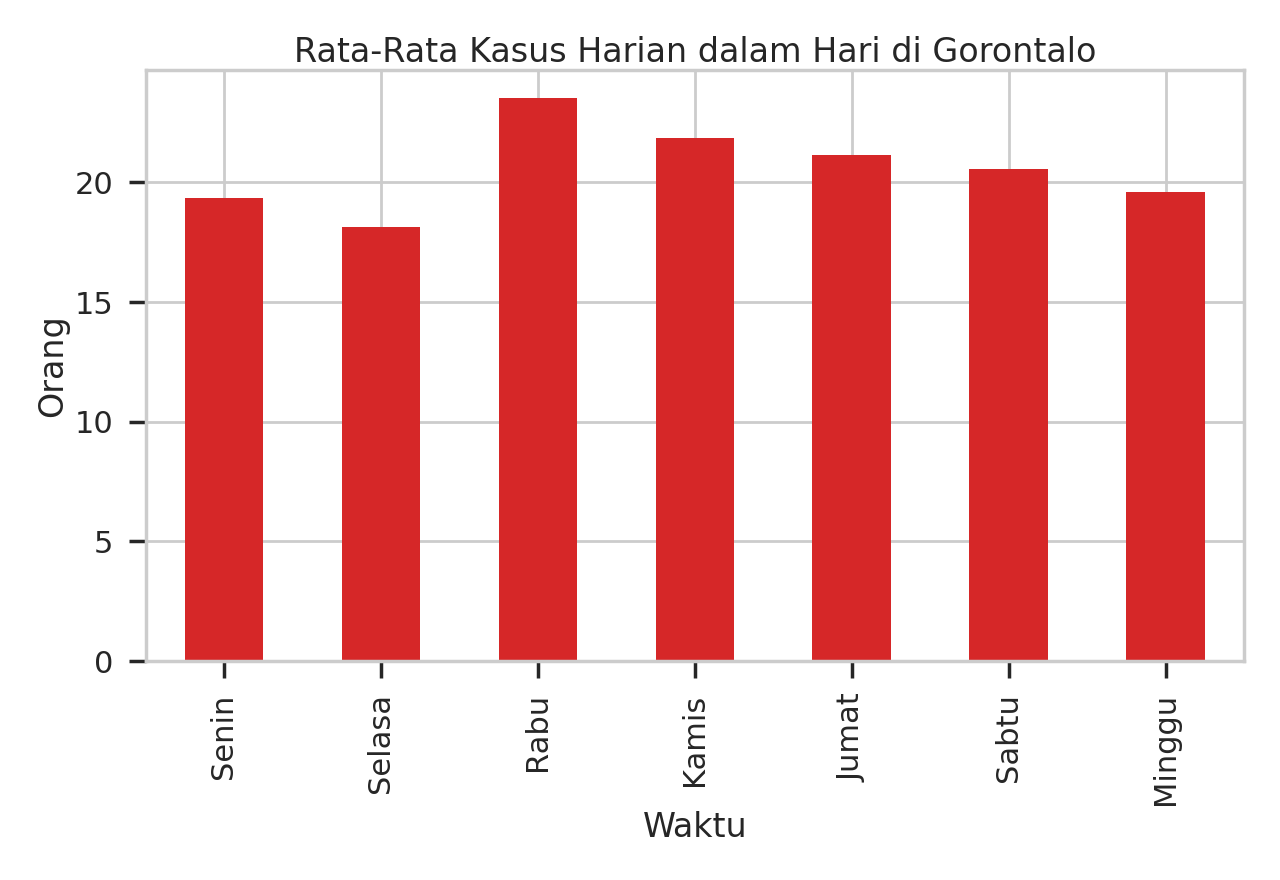 Rata-Rata Kasus Harian dalam Hari di Gorontalo
Orang
20
15
10
5
0
Senin
Selasa
Rabu
Kamis
Jumat
Sabtu
Minggu
Waktu